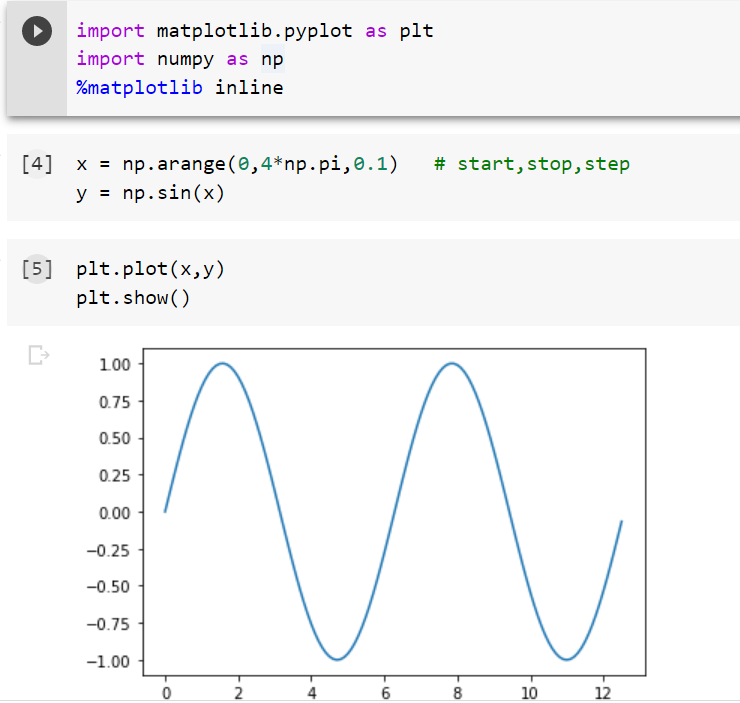 import matplotlib.pyplot as plt
import numpy as np
%matplotlib inline
[4] x = np.arange(0,4*np.pi,0.1)   # start,stop,step
y = np.sin(x)
[5] plt.plot(x,y)
plt.show()
1.00
0.75
0.50
0.25
0.00
−0.25
−0.50
−0.75
−1.00
0 2 4 6 8 10 12